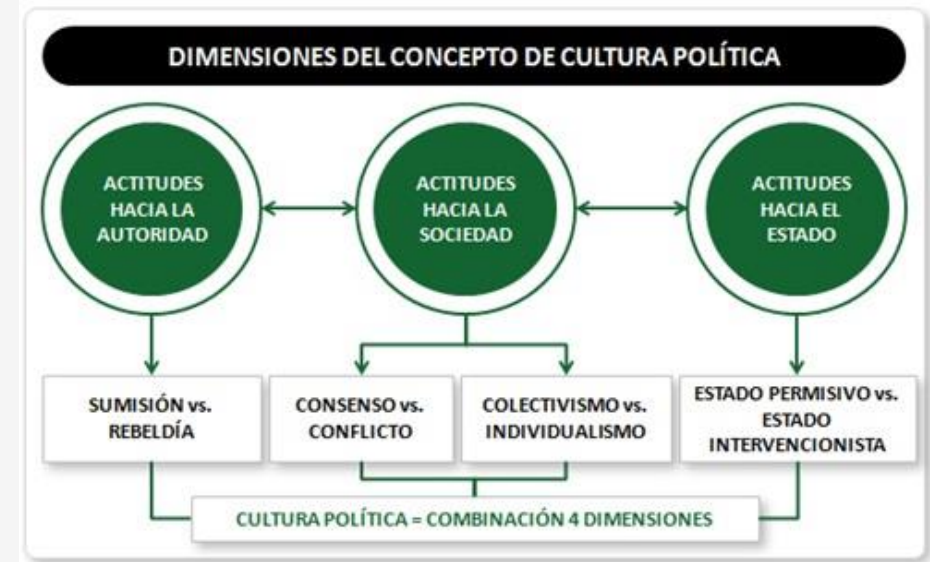 DIMENSIONES DEL CONCEPTO DE CULTURA POLÍTICA
ACTITUDES
HACIA LA
AUTORIDAD
ACTITUDES
HACIA LA
SOCIEDAD
ACTITUDES
HACIA EL
ESTADO
SUMISIÓN vs.
REBELDÍA
CONSENSO vs.
CONFLICTO
COLECTIVISMO vs.
INDIVIDUALISMO
ESTADO PERMISIVO vs.
ESTADO
INTERVENCIONISTA
CULTURA POLÍTICA = COMBINACIÓN 4 DIMENSIONES